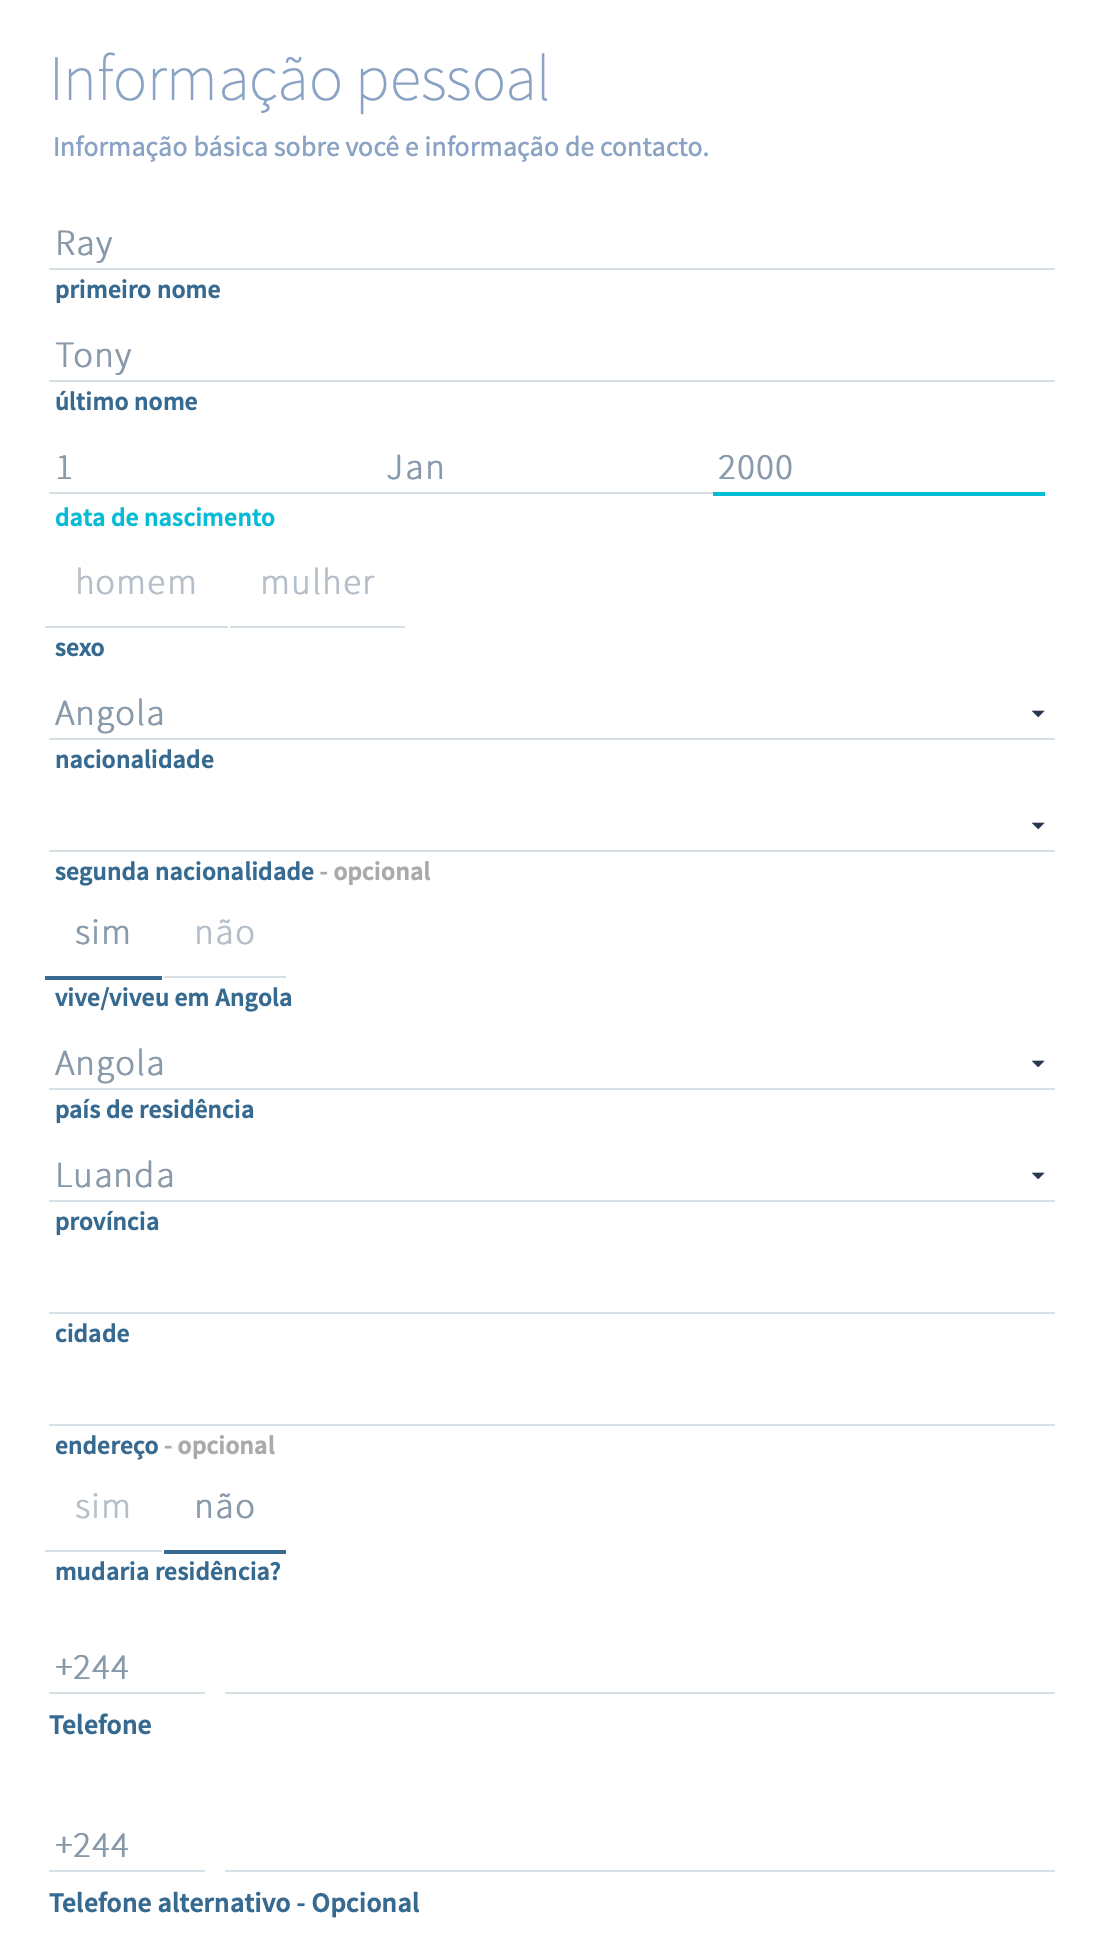 Informação pessoal
Informação básica sobre você e informação de contacto.
Ray
primeiro nome
Tony
último nome
1 Jan 2000
data de nascimento
homem mulher
sexo
Angola
nacionalidade
segunda nacionalidade - opcional
sim não
vive/viveu em Angola
Angola
país de residência
Luanda
província
cidade
endereço - opcional
sim não
mudaria residência?
+244
Telefone
+244
Telefone alternativo - Opcional